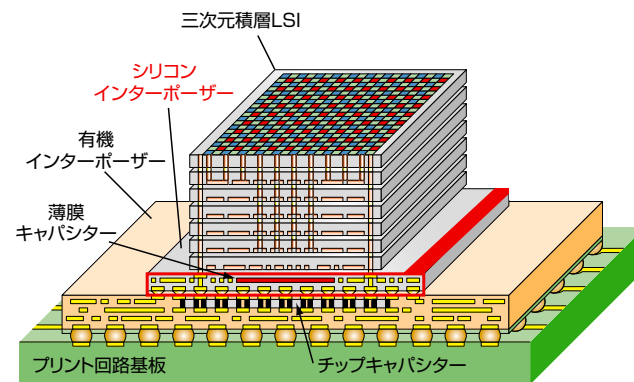 三次元積層LSI
シリコン
インターポーザー
有機
インターポーザー
薄膜
キャパシター
プリント回路基板
チップキャパシター